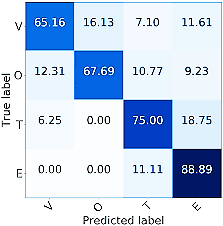 V 65.16 16.13 7.10 11.61
O 12.31 67.69 10.77 9.23
T 6.25 0.00 75.00 18.75
E 0.00 0.00 11.11 88.89
True label
V O T E
Predicted label